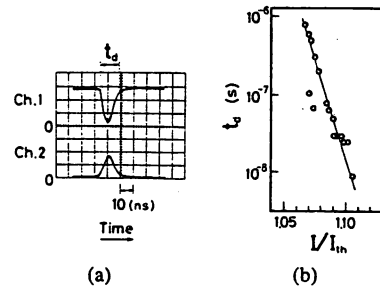 t_d
Ch.1
0
Ch.2
0
10 (ns)
Time
(a)
10⁻⁶
10⁻⁷
10⁻⁸
t_d (s)
1.05
1.10
I/I_th
(b)